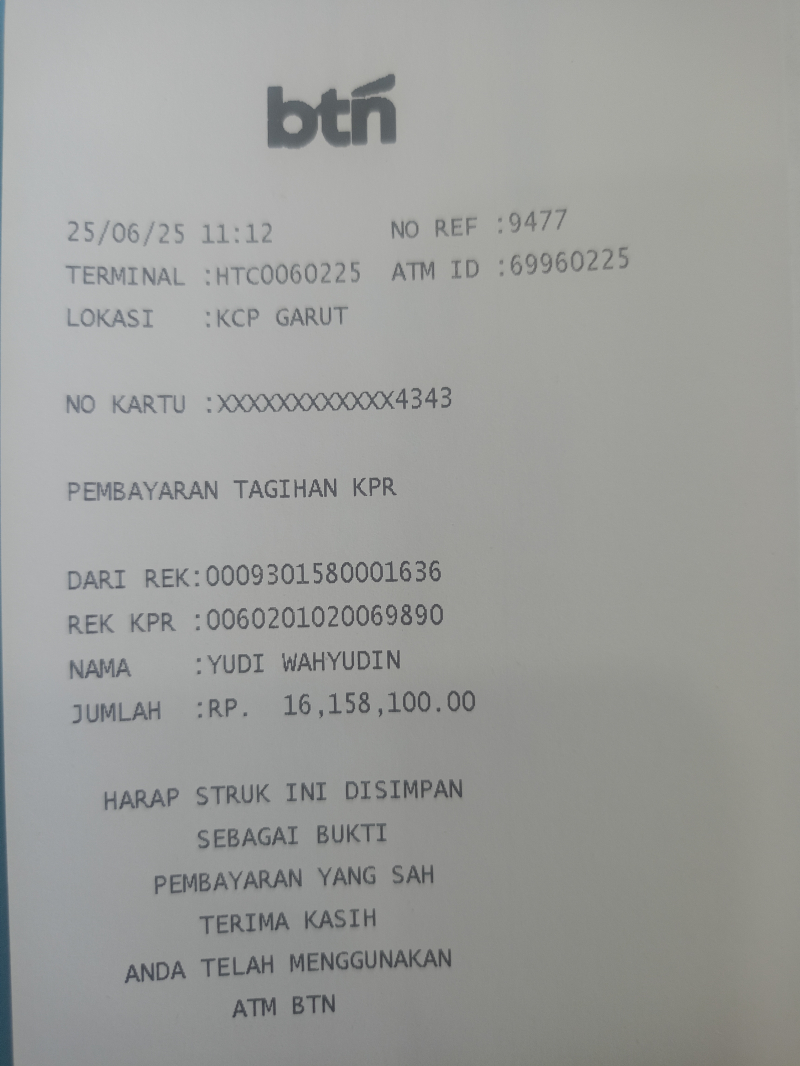 btn
25/06/25 11:12 NO REF :9477
TERMINAL :HTC0060225 ATM ID :69960225
LOKASI :KCP GARUT
NO KARTU :XXXXXXXXXXXX4343
PEMBAYARAN TAGIHAN KPR
DARI REK:0009301580001636
REK KPR :0060201020069890
NAMA :YUDI WAHYUDIN
JUMLAH :RP. 16,158,100.00
HARAP STRUK INI DISIMPAN
SEBAGAI BUKTI
PEMBAYARAN YANG SAH
TERIMA KASIH
ANDA TELAH MENGGUNAKAN
ATM BTN